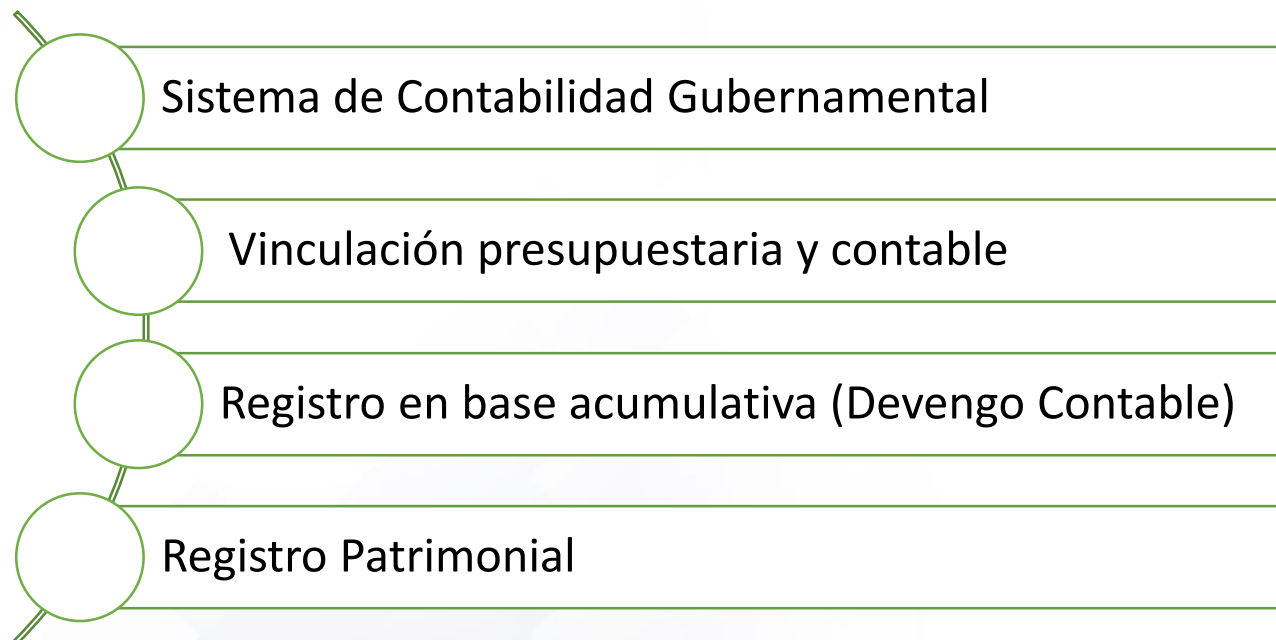 Sistema de Contabilidad Gubernamental
Vinculación presupuestaria y contable
Registro en base acumulativa (Devengo Contable)
Registro Patrimonial